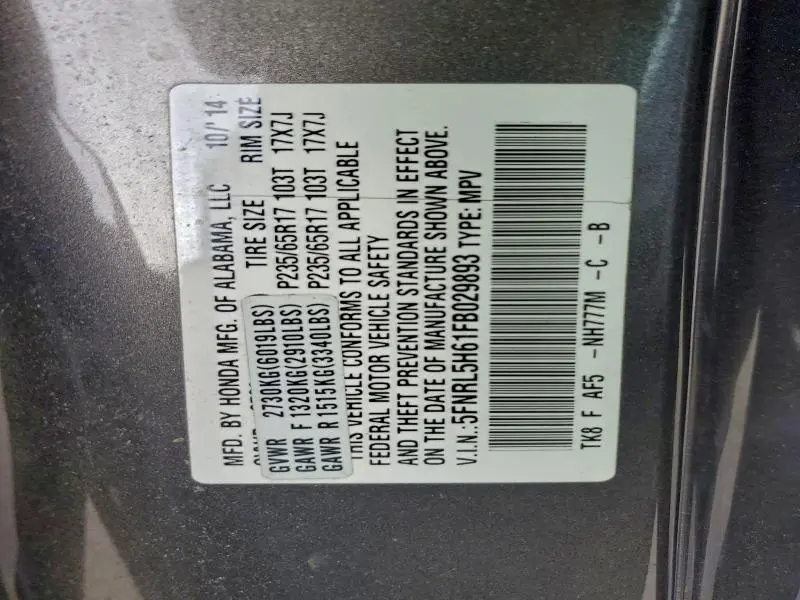 MFD. BY HONDA MFG. OF ALABAMA, LLC 10/'14
TIRE SIZE RIM SIZE
GVWR 2730KG(6019LBS)
GAWR F 1320KG(2910LBS) P235/65R17 103T 17X7J
GAWR R 1515KG(3340LBS) P235/65R17 103T 17X7J
THIS VEHICLE CONFORMS TO ALL APPLICABLE
FEDERAL MOTOR VEHICLE SAFETY
AND THEFT PREVENTION STANDARDS IN EFFECT
ON THE DATE OF MANUFACTURE SHOWN ABOVE.
V.I.N.:5FNRL5H61FB029893 TYPE: MPV
TK8 F AF5 -NH777M -C -B